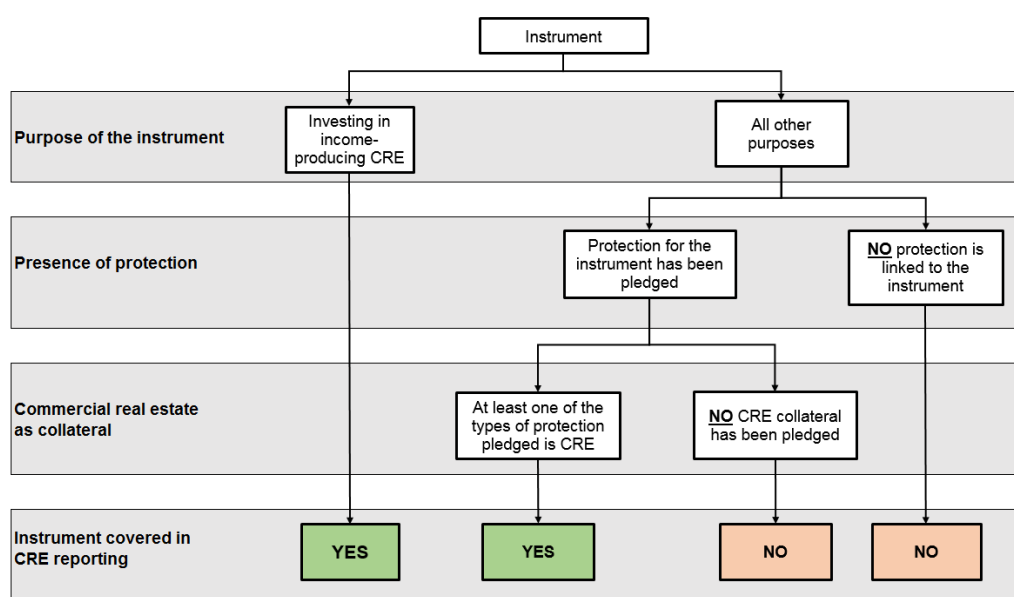 Instrument
Purpose of the instrument
Investing in
income-
producing CRE
All other
purposes
Presence of protection
Protection for the
instrument has been
pledged
NO protection is
linked to the
instrument
Commercial real estate
as collateral
At least one of the
types of protection
pledged is CRE
NO CRE collateral
has been pledged
Instrument covered in
CRE reporting
YES
YES
NO
NO